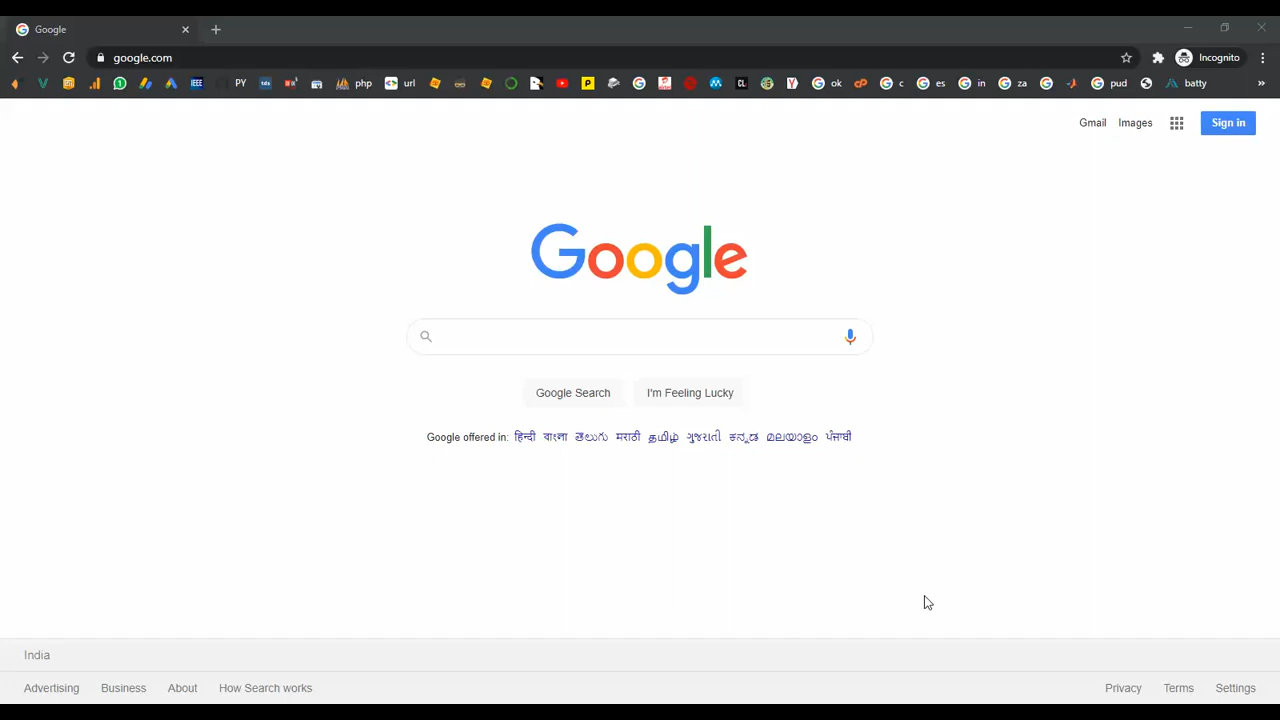 Google
google.com
Incognito
PY php url ok c es in za pud batty
Gmail Images Sign in
Google
Google Search I'm Feeling Lucky
Google offered in: हिन्दी বাংলা తెలుగు मराठी தமிழ் ગુજરાતી ಕನ್ನಡ മലയാളം ਪੰਜਾਬੀ
India
Advertising Business About How Search works Privacy Terms Settings